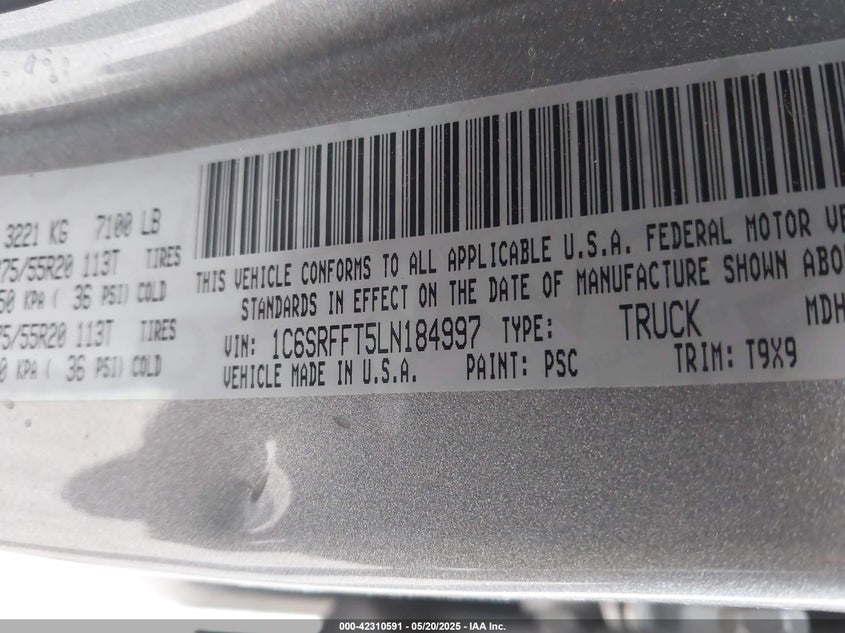 3221 KG 7100 LB
75/55R20 113T TIRES
50 KPA ( 36 PSI) COLD
75/55R20 113T TIRES
0 KPA ( 36 PSI) COLD
THIS VEHICLE CONFORMS TO ALL APPLICABLE U.S.A. FEDERAL MOTOR VE
STANDARDS IN EFFECT ON THE DATE OF MANUFACTURE SHOWN ABO
VIN: 1C6SRFFT5LN184997 TYPE: TRUCK MDH
VEHICLE MADE IN U.S.A. PAINT: PSC TRIM: T9X9
000-42310591 - 05/20/2025 - IAA Inc.